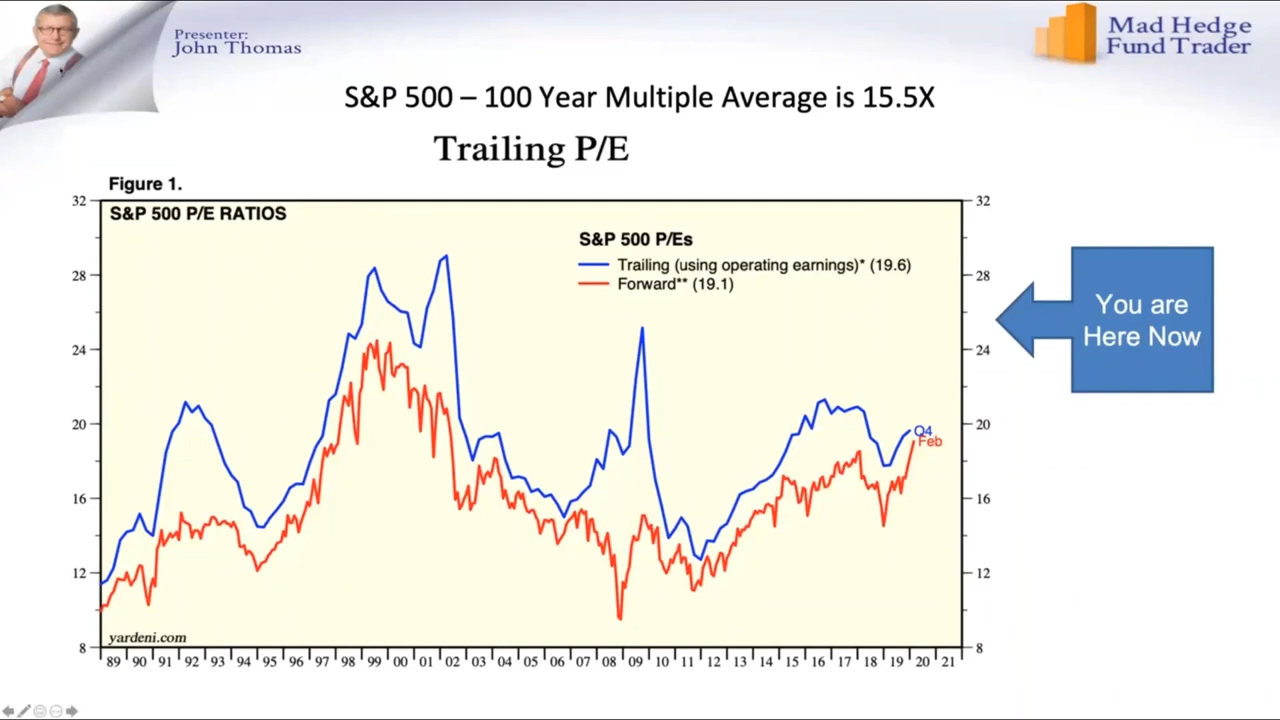 Presenter:
John Thomas
Mad Hedge
Fund Trader
S&P 500 – 100 Year Multiple Average is 15.5X
Trailing P/E
Figure 1.
S&P 500 P/E RATIOS
S&P 500 P/Es
Trailing (using operating earnings)* (19.6)
Forward** (19.1)
32
28
24
20
16
12
8
32
28
24
20
16
12
8
Q4
Feb
You are
Here Now
yardeni.com
89 90 91 92 93 94 95 96 97 98 99 00 01 02 03 04 05 06 07 08 09 10 11 12 13 14 15 16 17 18 19 20 21